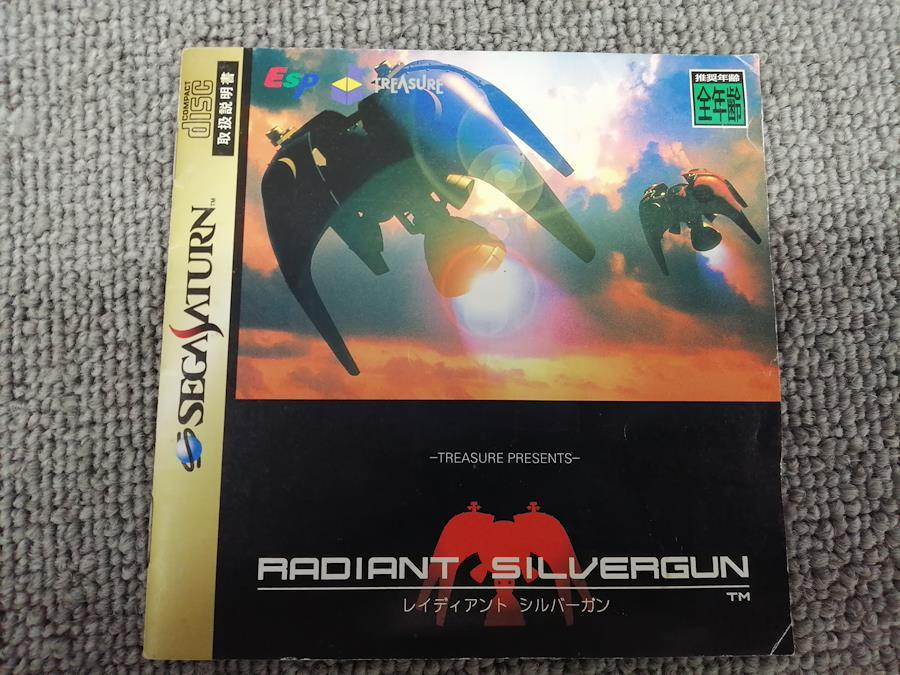 COMPACT
disc
取扱説明書
SEGA SATURN™
ESP
TREASURE
推奨年齢
全年齢
–TREASURE PRESENTS–
RADIANT SILVERGUN
TM
レイディアント シルバーガン